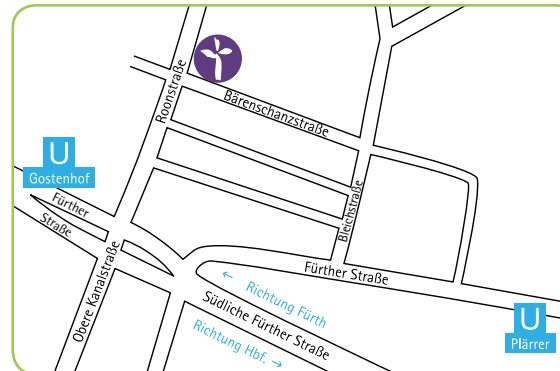 Roonstraße
Bärenschanzstraße
U
Gostenhof
Fürther
Straße
Bleichstraße
Obere Kanalstraße
Fürther Straße
← Richtung Fürth
Südliche Fürther Straße
Richtung Hbf. →
U
Plärrer